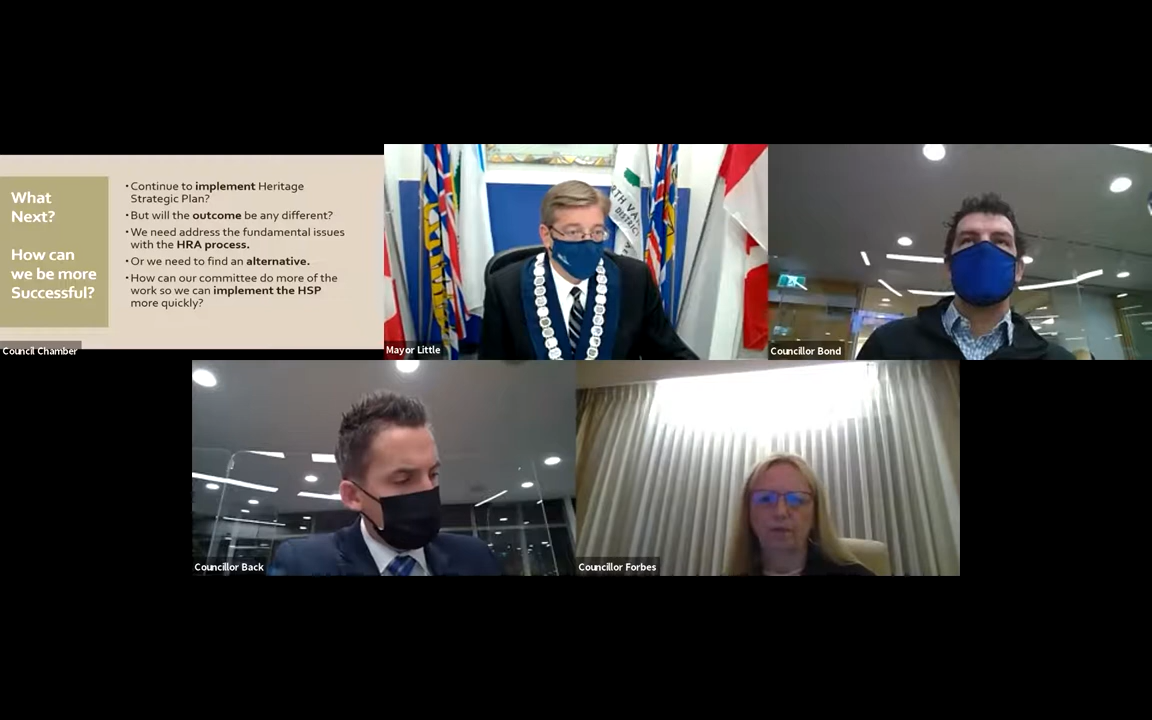 What
Next?
How can
we be more
Successful?
•Continue to implement Heritage
Strategic Plan?
•But will the outcome be any different?
•We need address the fundamental issues
with the HRA process.
•Or we need to find an alternative.
•How can our committee do more of the
work so we can implement the HSP
more quickly?
Council Chamber
Mayor Little
Councillor Bond
DISTRICT
Councillor Back
Councillor Forbes